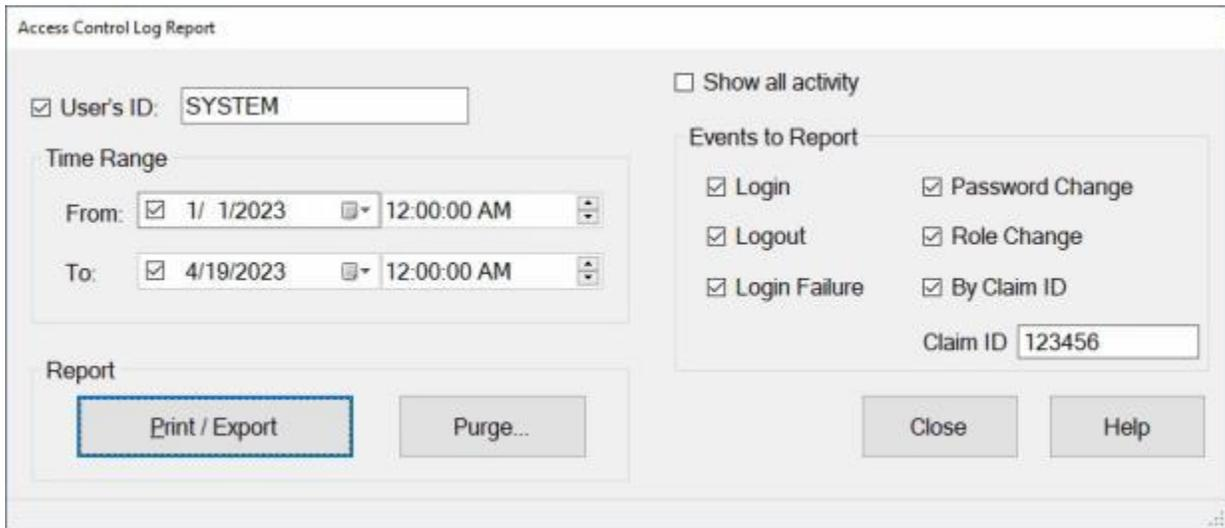 Access Control Log Report
User's ID: SYSTEM
Show all activity
Time Range
From: 1/ 1/2023 12:00:00 AM
To: 4/19/2023 12:00:00 AM
Events to Report
Login Password Change
Logout Role Change
Login Failure By Claim ID
Claim ID 123456
Report
Print / Export Purge...
Close Help